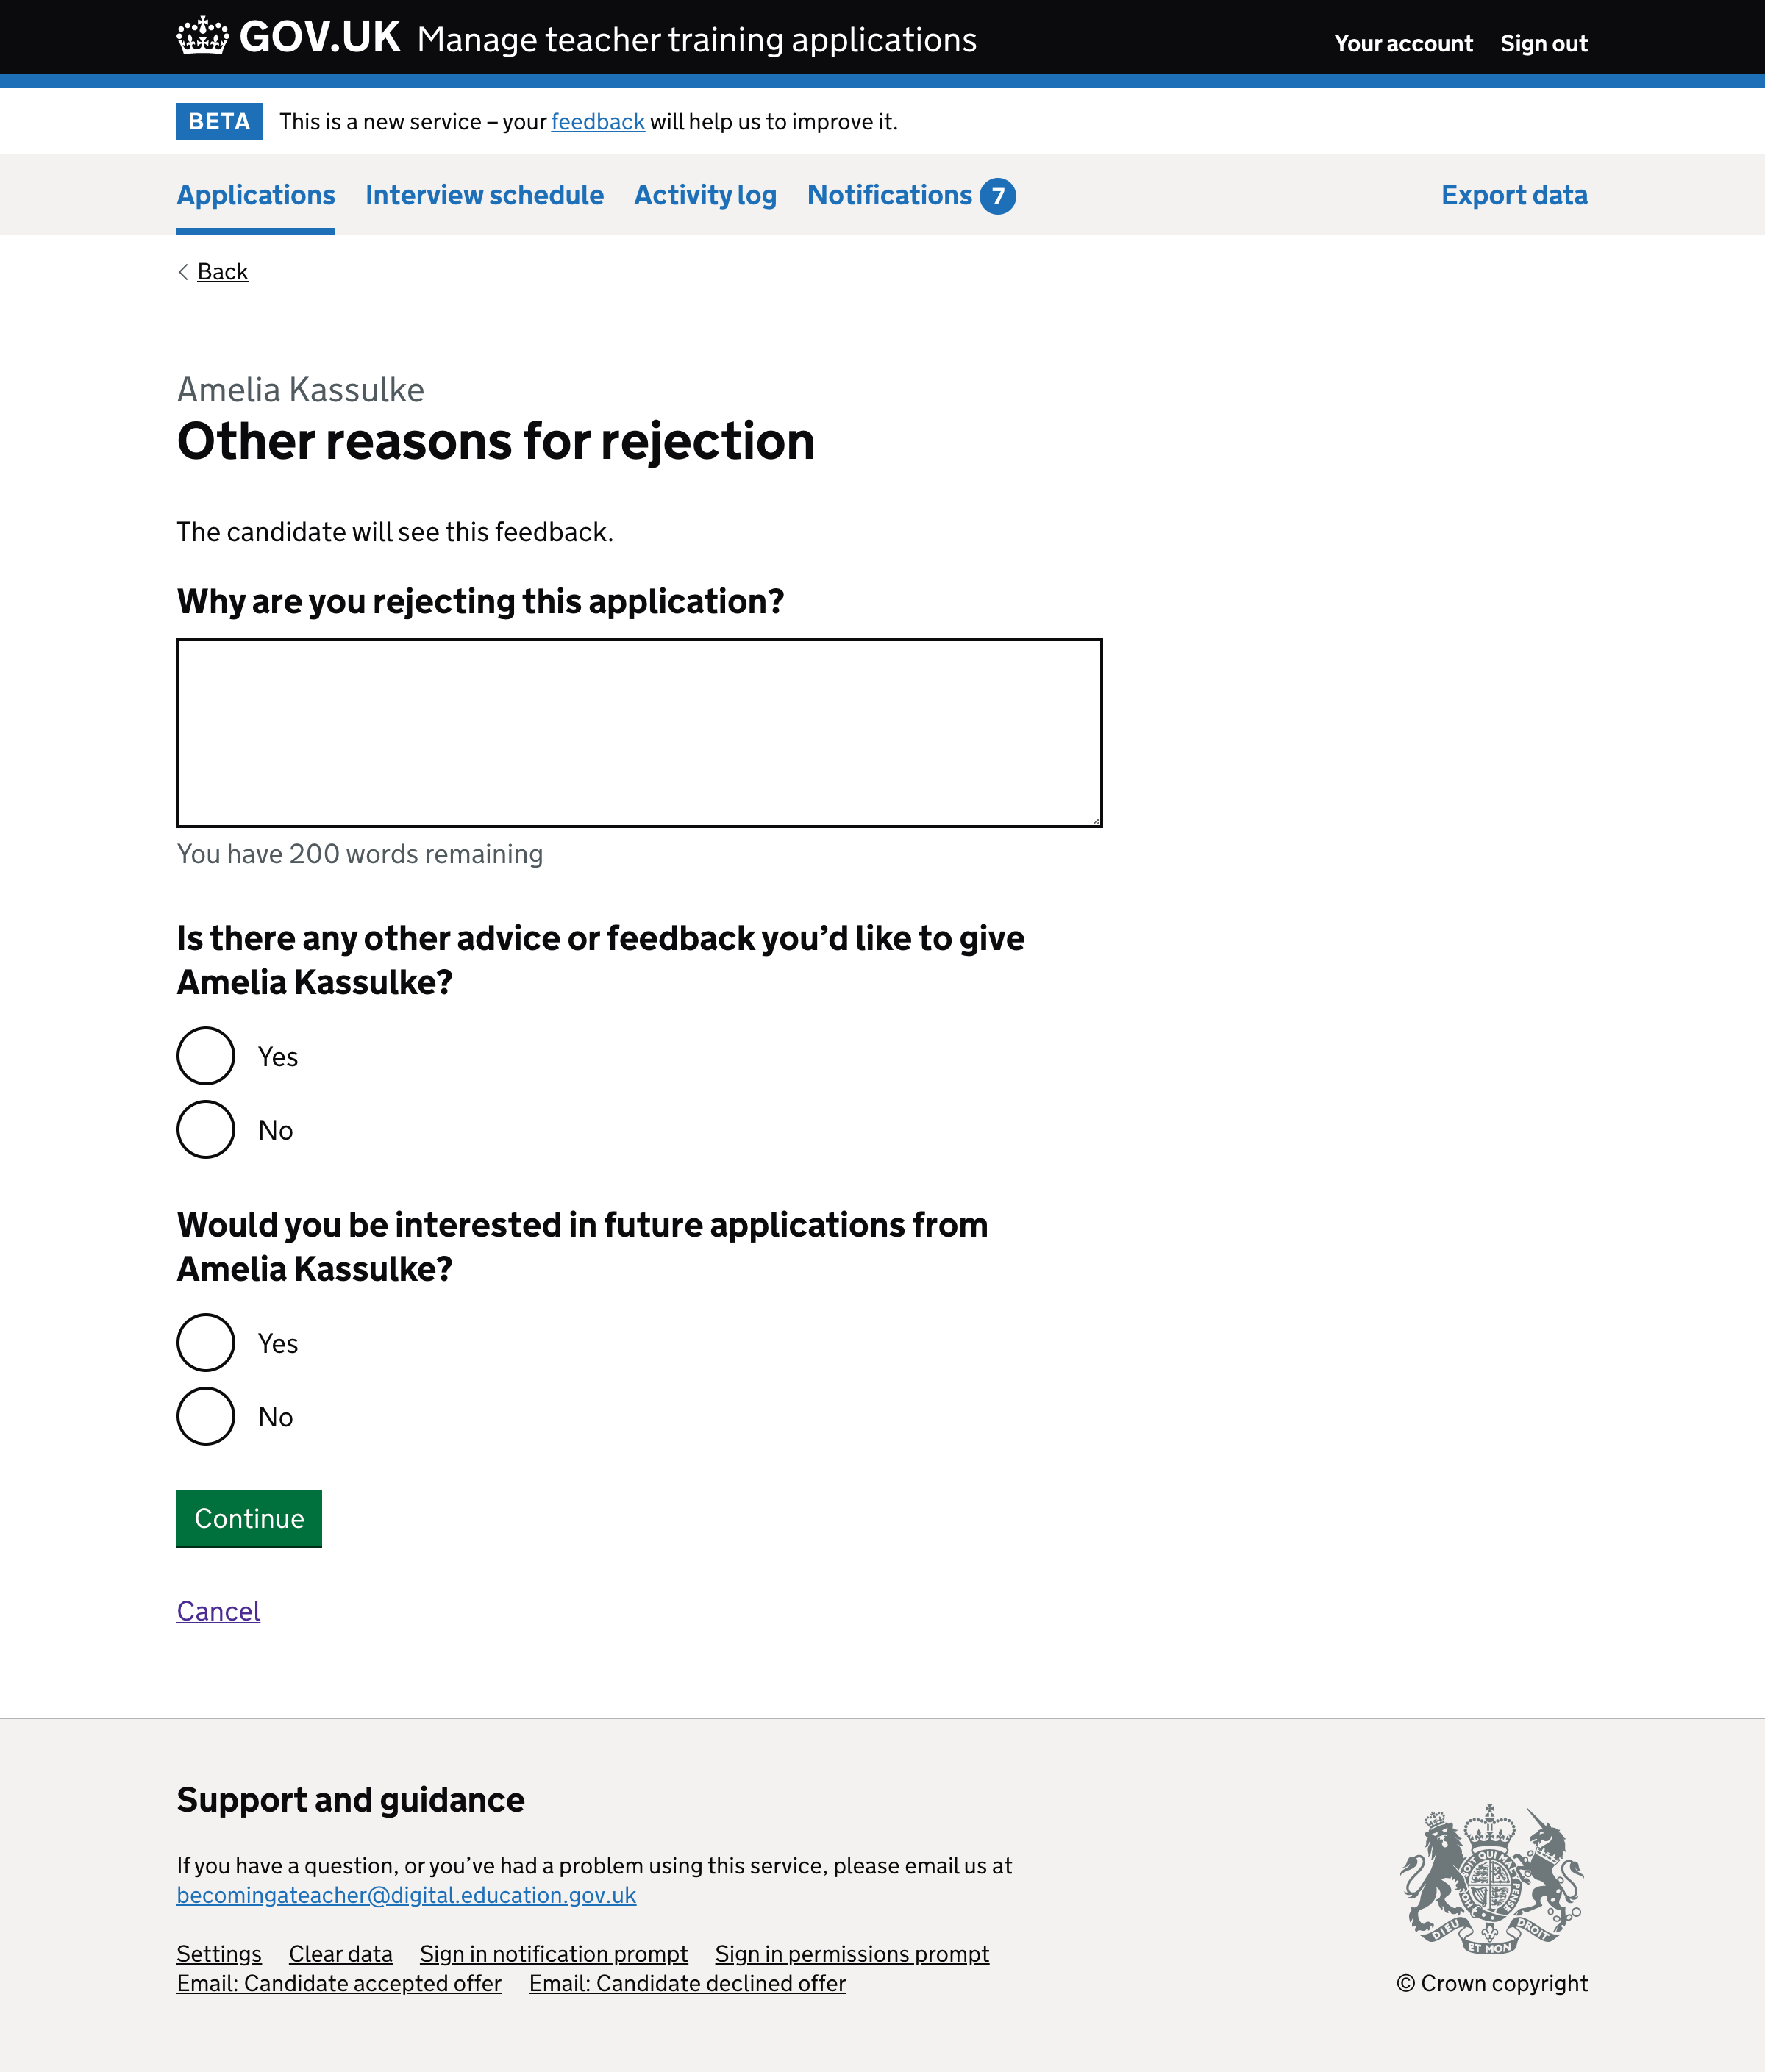 GOV.UK Manage teacher training applications
Your account Sign out
BETA This is a new service – your feedback will help us to improve it.
Applications Interview schedule Activity log Notifications 7 Export data
Back
Amelia Kassulke
Other reasons for rejection
The candidate will see this feedback.
Why are you rejecting this application?
You have 200 words remaining
Is there any other advice or feedback you’d like to give
Amelia Kassulke?
Yes
No
Would you be interested in future applications from
Amelia Kassulke?
Yes
No
Continue
Cancel
Support and guidance
If you have a question, or you’ve had a problem using this service, please email us at
becomingateacher@digital.education.gov.uk
Settings Clear data Sign in notification prompt Sign in permissions prompt
Email: Candidate accepted offer Email: Candidate declined offer
DIEU ET MON DROIT
© Crown copyright